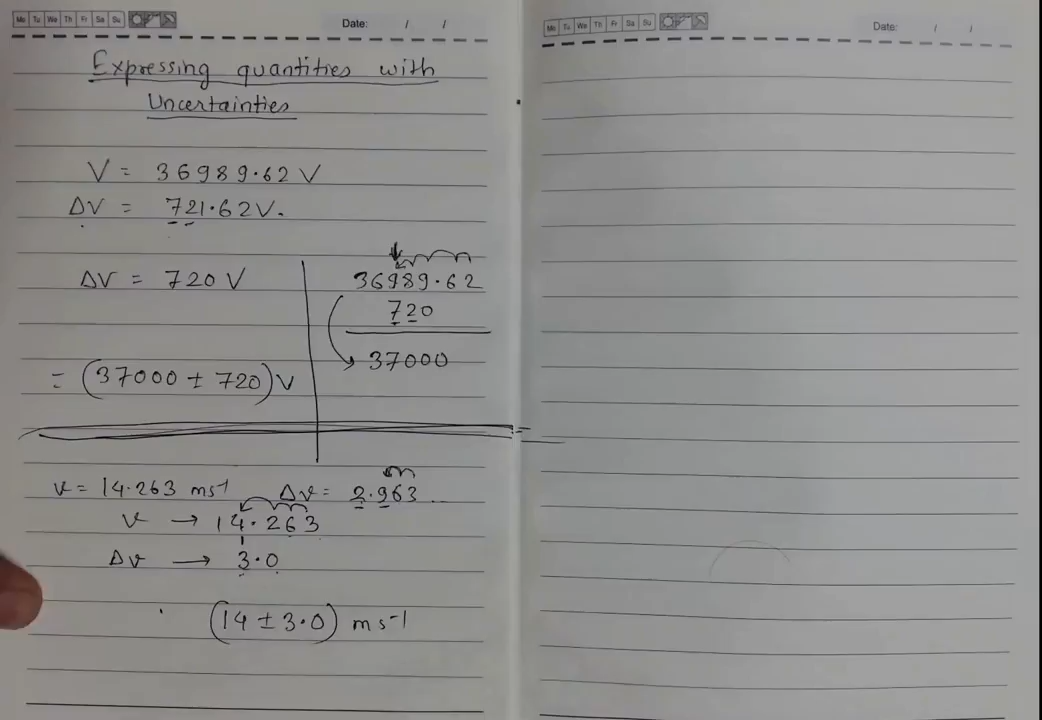 Mo Tu We Th Fr Sa Su Date: / /
Expressing quantities with
Uncertainties
V = 36989.62 V
ΔV = 721.62V.
ΔV = 720 V
= (37000 ± 720) V
36989.62
720
37000
v = 14.263 ms⁻¹ Δv = 2.963
v → 14.263
Δv → 3.0
(14 ± 3.0) ms⁻¹
Mo Tu We Th Fr Sa Su Date: / /